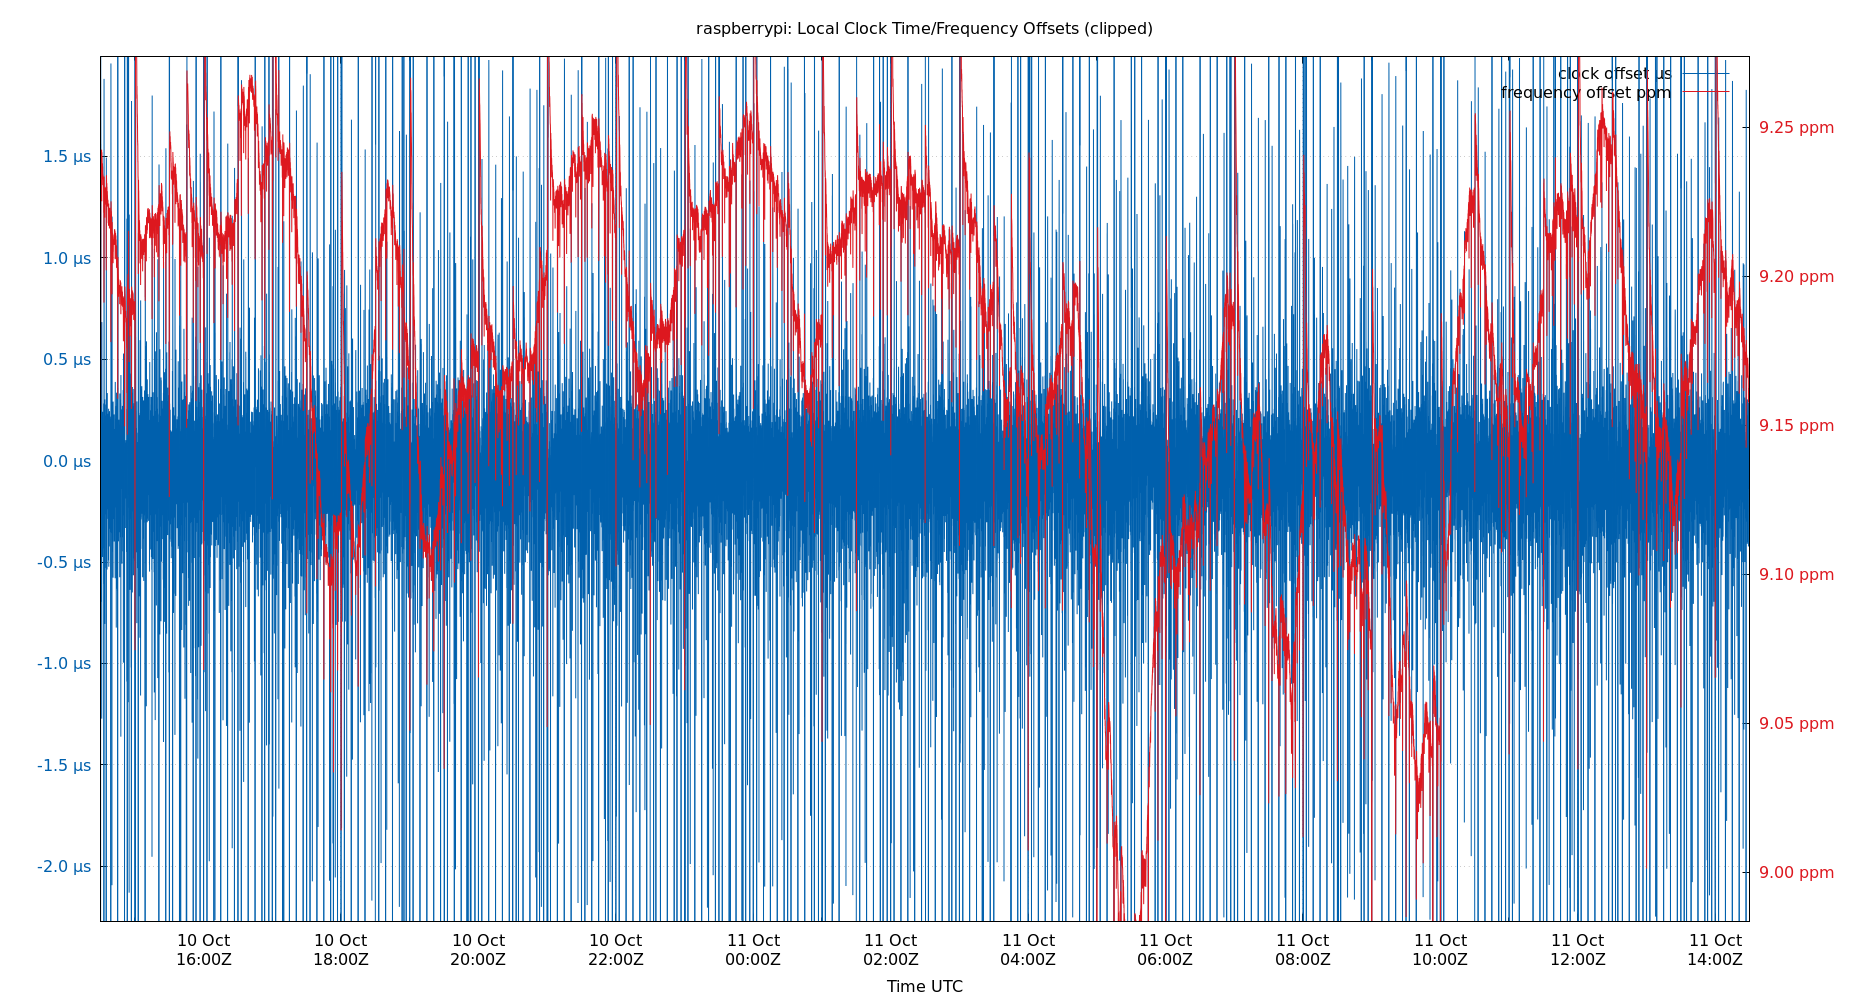 raspberrypi: Local Clock Time/Frequency Offsets (clipped)
clock offset µs
frequency offset ppm
1.5 µs
1.0 µs
0.5 µs
0.0 µs
-0.5 µs
-1.0 µs
-1.5 µs
-2.0 µs
9.25 ppm
9.20 ppm
9.15 ppm
9.10 ppm
9.05 ppm
9.00 ppm
10 Oct 10 Oct 10 Oct 10 Oct 11 Oct 11 Oct 11 Oct 11 Oct 11 Oct 11 Oct 11 Oct 11 Oct
16:00Z 18:00Z 20:00Z 22:00Z 00:00Z 02:00Z 04:00Z 06:00Z 08:00Z 10:00Z 12:00Z 14:00Z
Time UTC